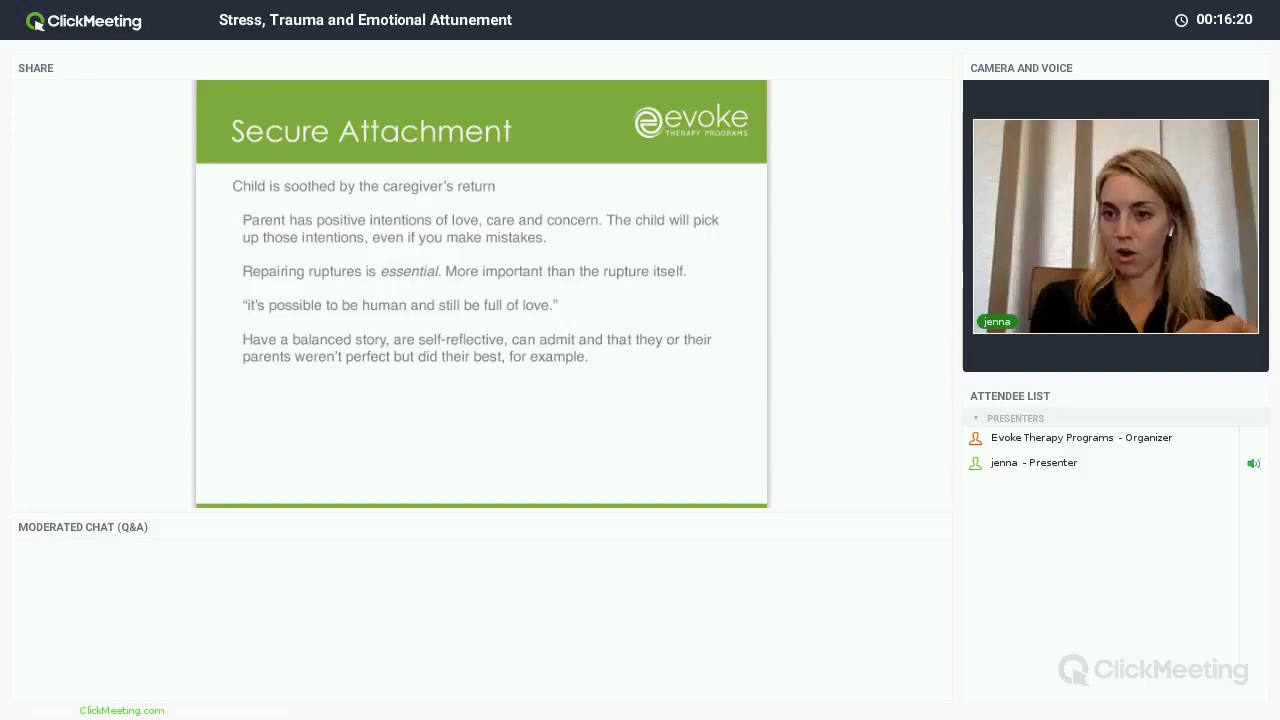 ClickMeeting
Stress, Trauma and Emotional Attunement
00:16:20
SHARE
Secure Attachment
evoke
THERAPY PROGRAMS
Child is soothed by the caregiver's return
Parent has positive intentions of love, care and concern. The child will pick
up those intentions, even if you make mistakes.
Repairing ruptures is essential. More important than the rupture itself.
“it's possible to be human and still be full of love.”
Have a balanced story, are self-reflective, can admit and that they or their
parents weren't perfect but did their best, for example.
CAMERA AND VOICE
jenna
ATTENDEE LIST
PRESENTERS
Evoke Therapy Programs - Organizer
jenna - Presenter
MODERATED CHAT (Q&A)
ClickMeeting
ClickMeeting.com